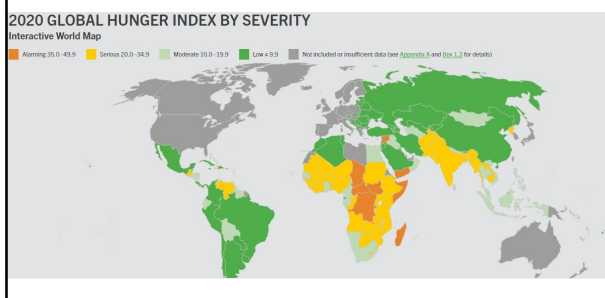 2020 GLOBAL HUNGER INDEX BY SEVERITY
Interactive World Map
Alarming 35.0–49.9 Serious 20.0–34.9 Moderate 10.0–19.9 Low ≤ 9.9 Not included or insufficient data (see Appendix A and Box 1.3 for details)